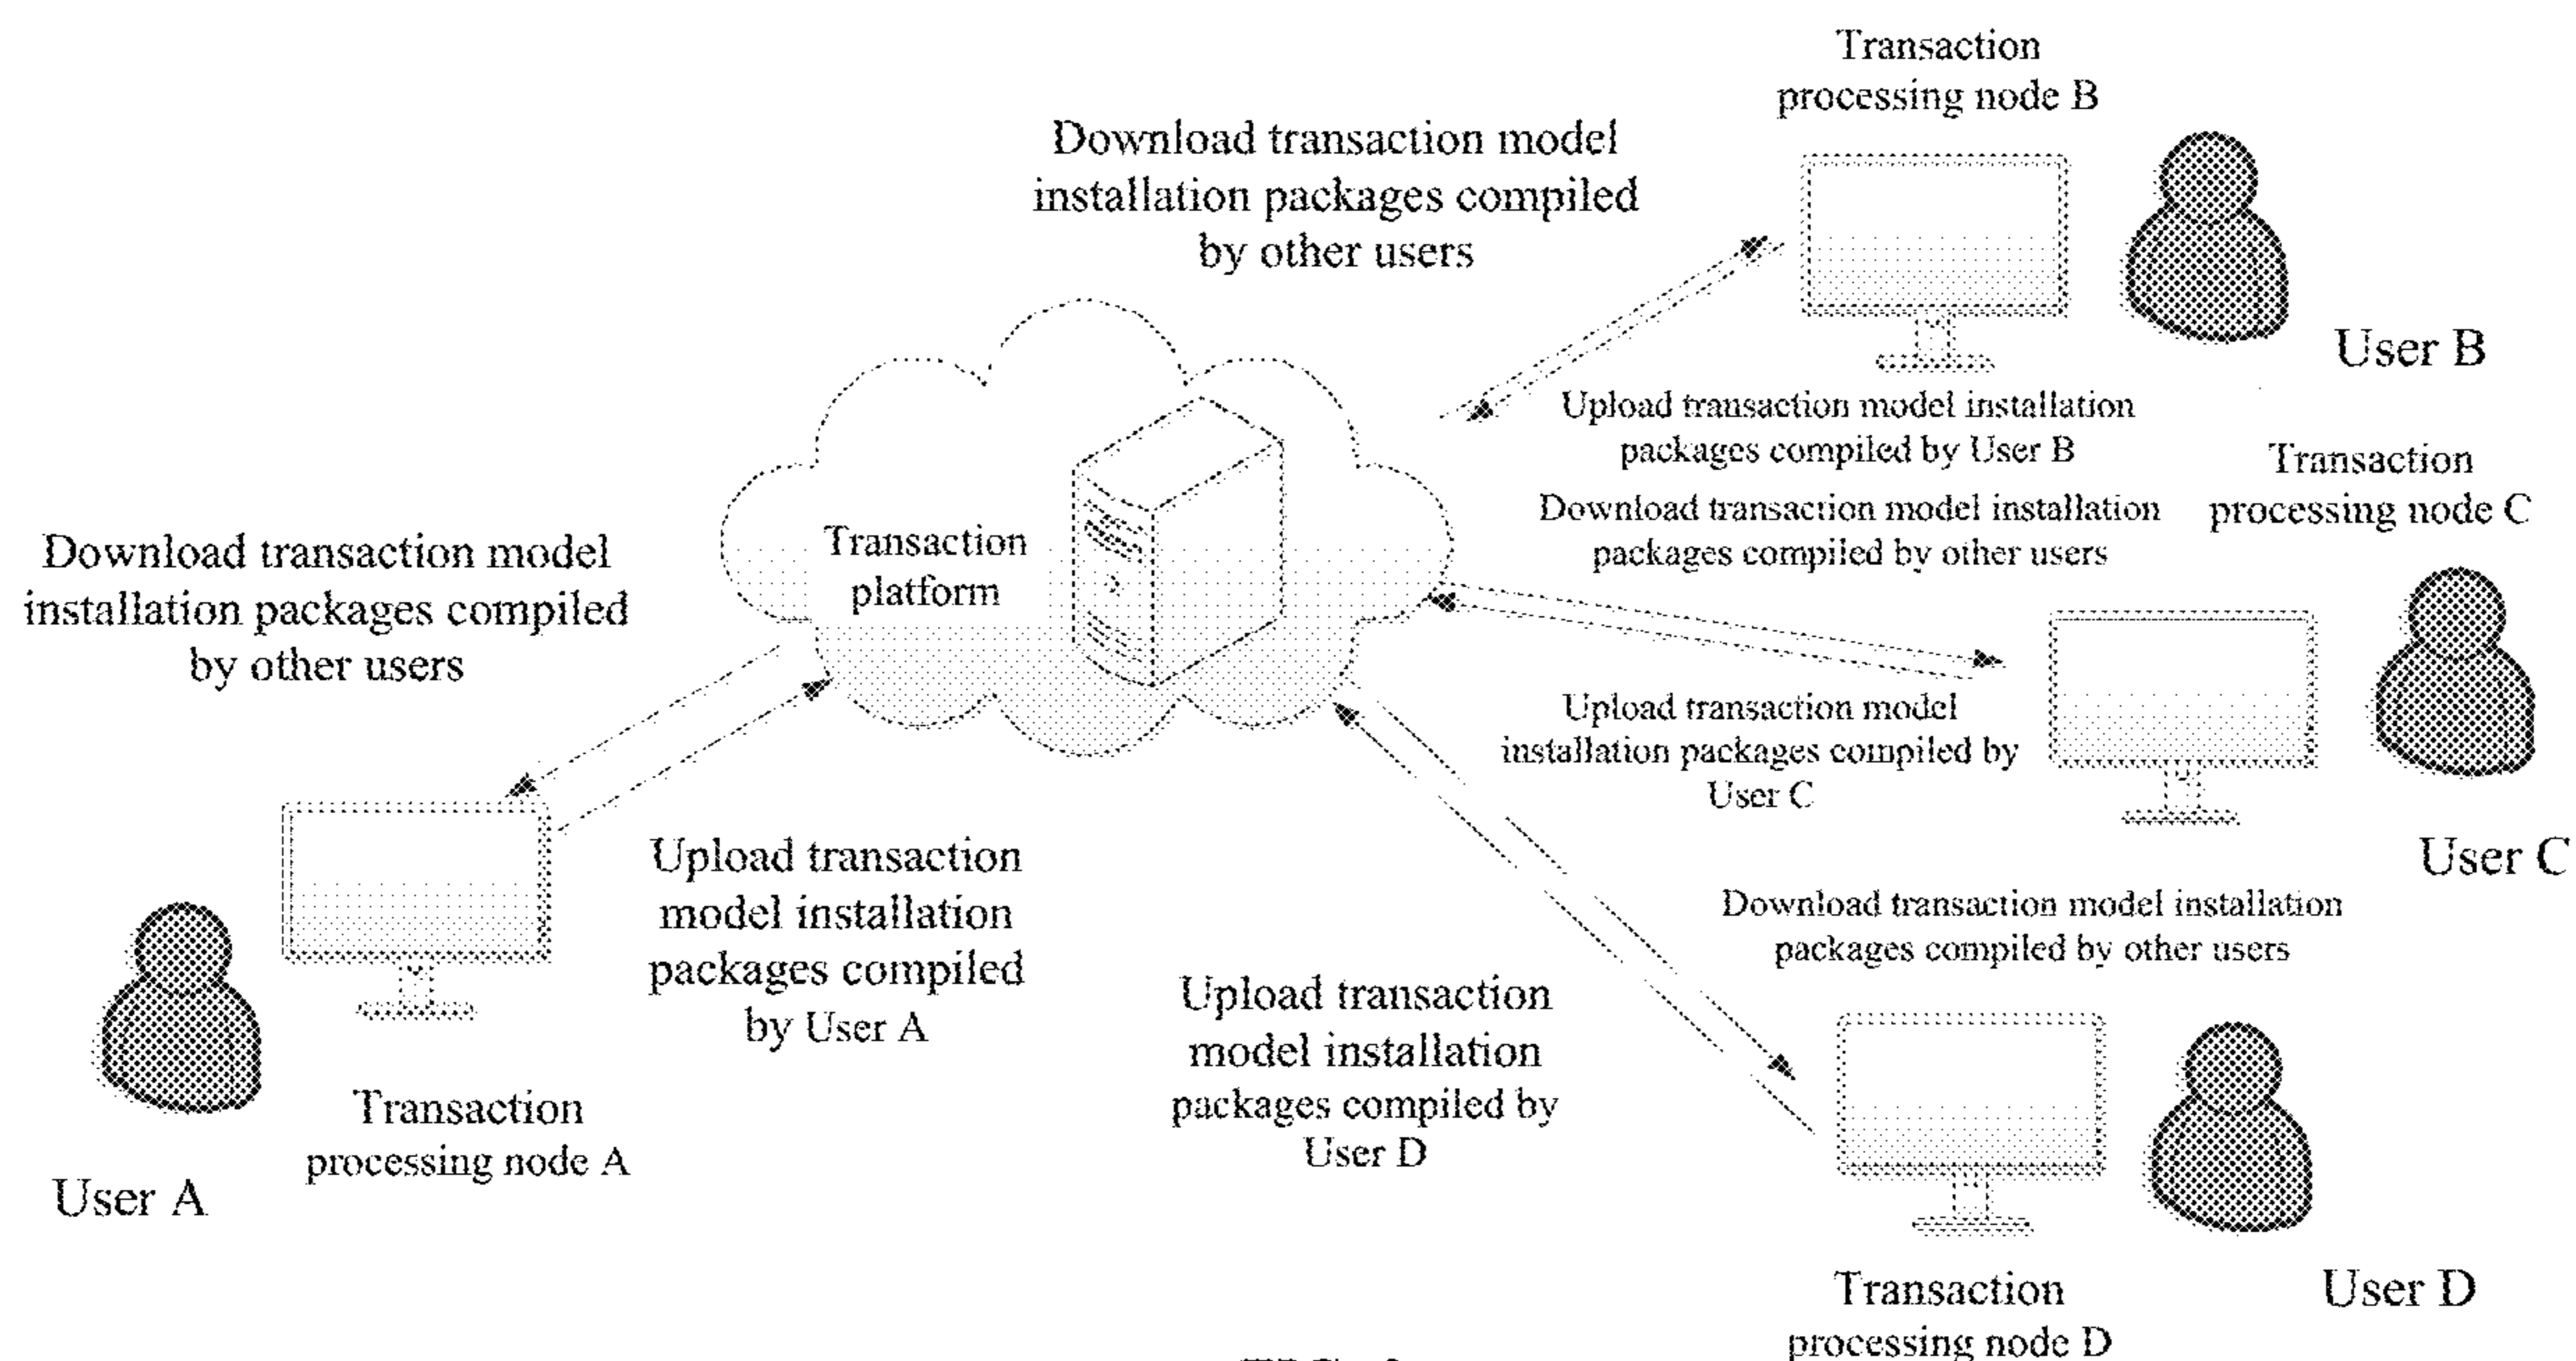 Transaction
processing node B
Download transaction model
installation packages compiled
by other users
User B
Upload transaction model installation
packages compiled by User B
Transaction
processing node C
Download transaction model installation
packages compiled by other users
Transaction
platform
Download transaction model
installation packages compiled
by other users
Upload transaction model
installation packages compiled by
User C
User C
Upload transaction
model installation
packages compiled
by User A
Download transaction model installation
packages compiled by other users
Upload transaction
model installation
packages compiled by
User D
Transaction
processing node A
User A
User D
Transaction
processing node D